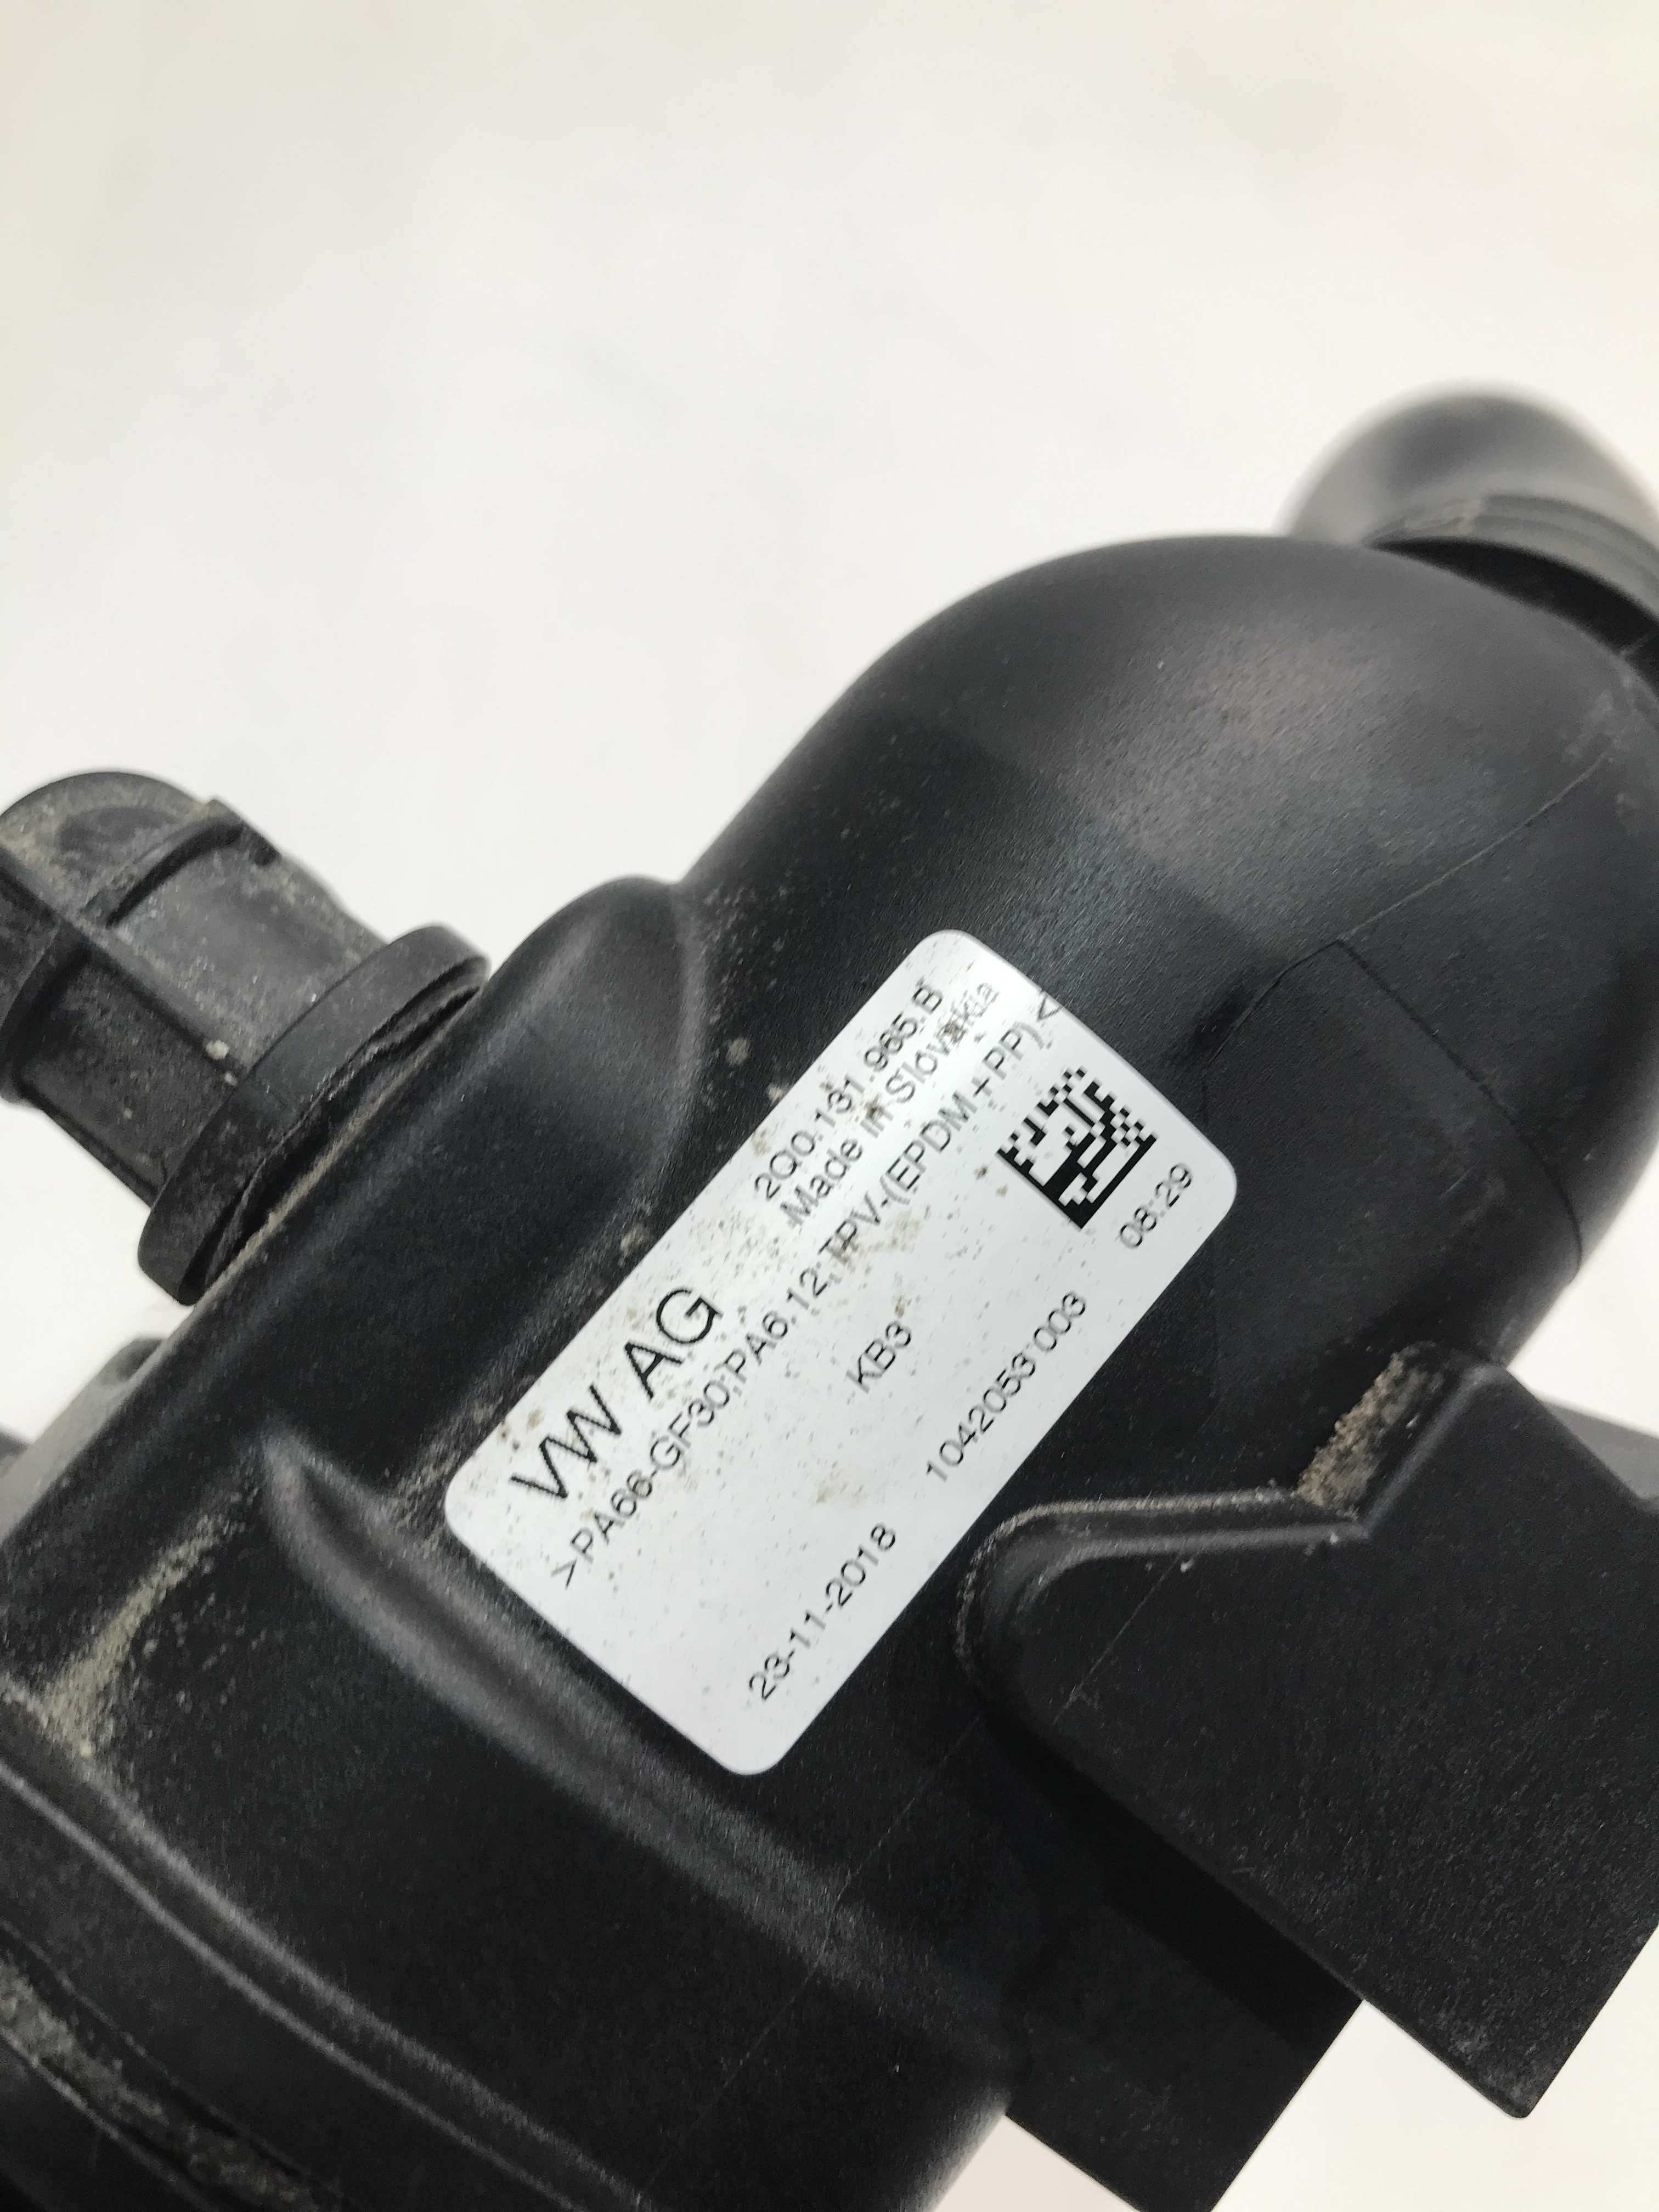 VW AG 2Q0.131.965.B
Made in Slovakia
>PA66-GF30;PA6.12;TPV-(EPDM+PP)<
KB3
23-11-2018 1042053 003 08:29